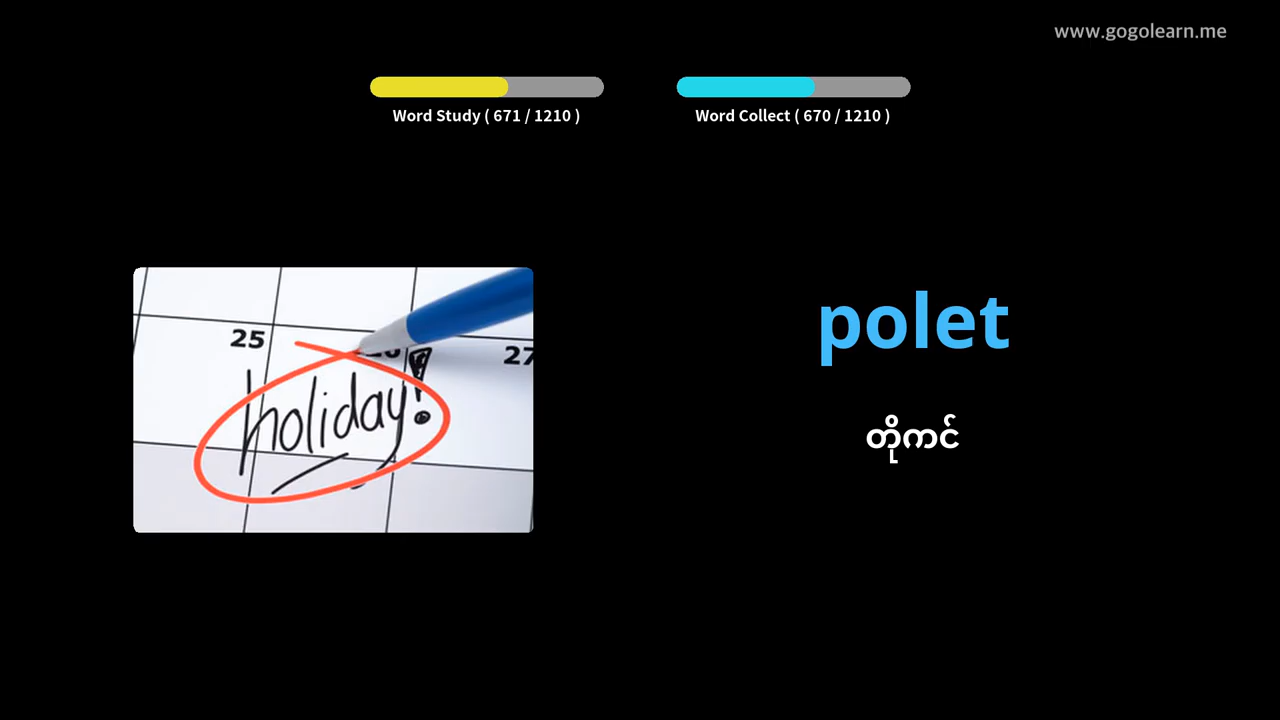 www.gogolearn.me
Word Study ( 671 / 1210 )
Word Collect ( 670 / 1210 )
25
27
holiday!
polet
တိုကင်